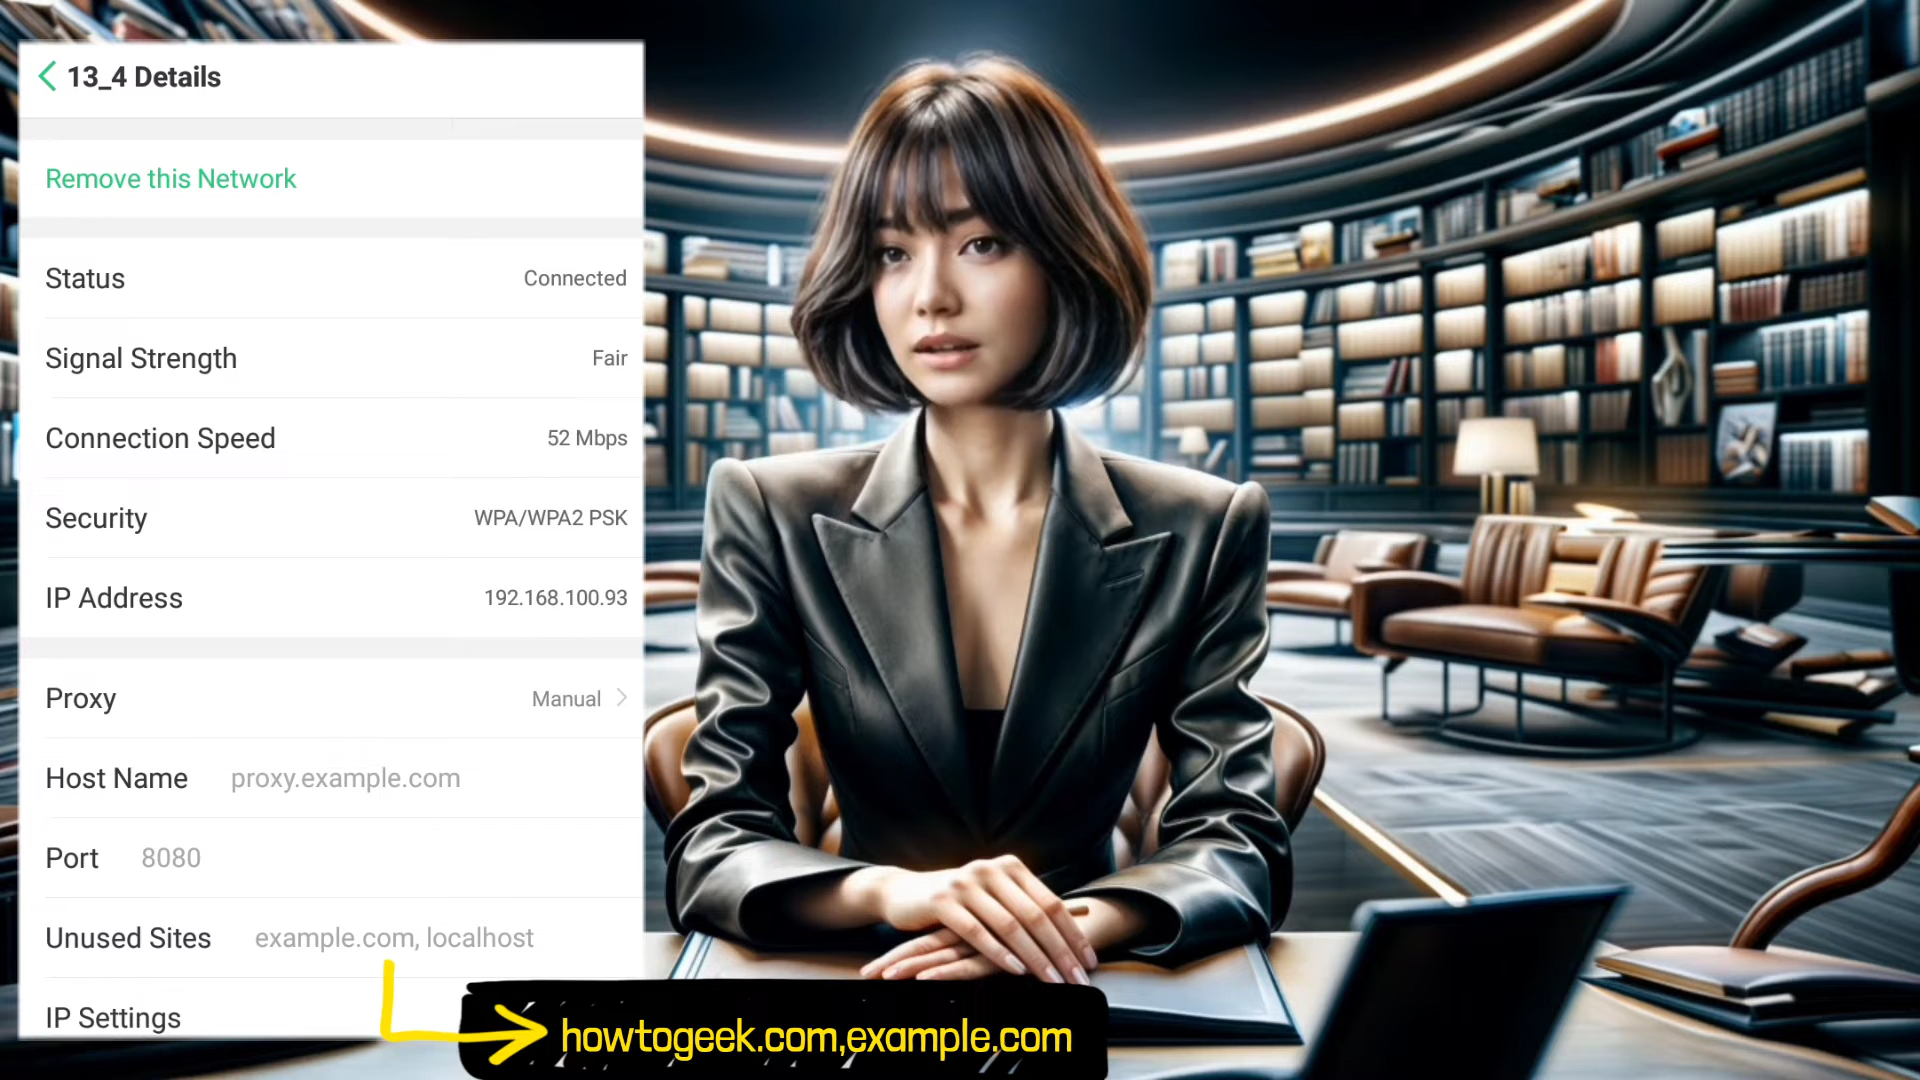 13_4 Details
Remove this Network
Status Connected
Signal Strength Fair
Connection Speed 52 Mbps
Security WPA/WPA2 PSK
IP Address 192.168.100.93
Proxy Manual
Host Name proxy.example.com
Port 8080
Unused Sites example.com, localhost
IP Settings
howtogeek.com,example.com